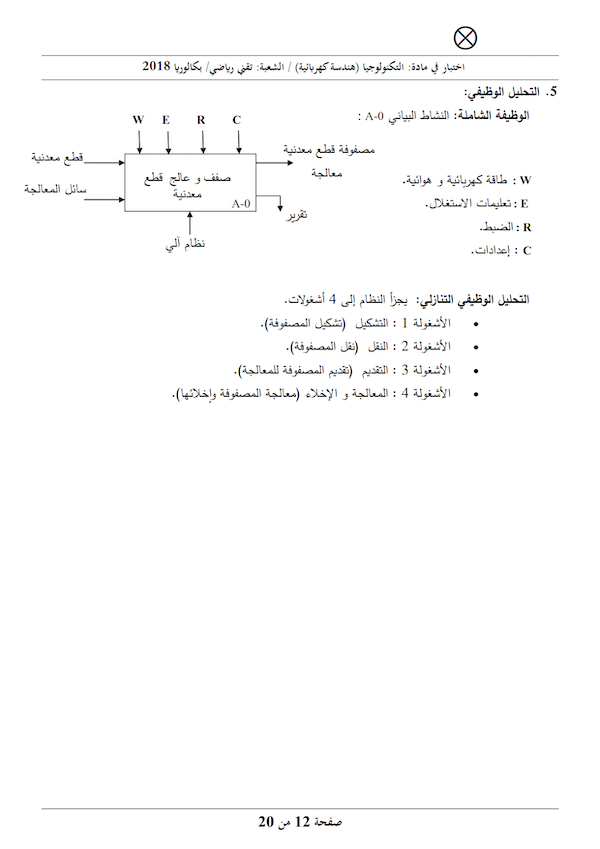 اختبار في مادة: التكنولوجيا (هندسة كهربائية) / الشعبة: تقني رياضي/ بكالوريا 2018
5. التحليل الوظيفي:
الوظيفة الشاملة: النشاط البياني A-0 :
W E R C
قطع معدنية
سائل المعالجة
صفف و عالج قطع
معدنية
A-0
مصفوفة قطع معدنية
معالجة
تقرير
نظام آلي
W : طاقة كهربائية و هوائية.
E : تعليمات الاستغلال.
R : الضبط.
C : إعدادات.
التحليل الوظيفي التنازلي: يجزأ النظام إلى 4 أشغولات.
• الأشغولة 1 : التشكيل (تشكيل المصفوفة).
• الأشغولة 2 : النقل (نقل المصفوفة).
• الأشغولة 3 : التقديم (تقديم المصفوفة للمعالجة).
• الأشغولة 4 : المعالجة و الإخلاء (معالجة المصفوفة وإخلائها).
صفحة 12 من 20